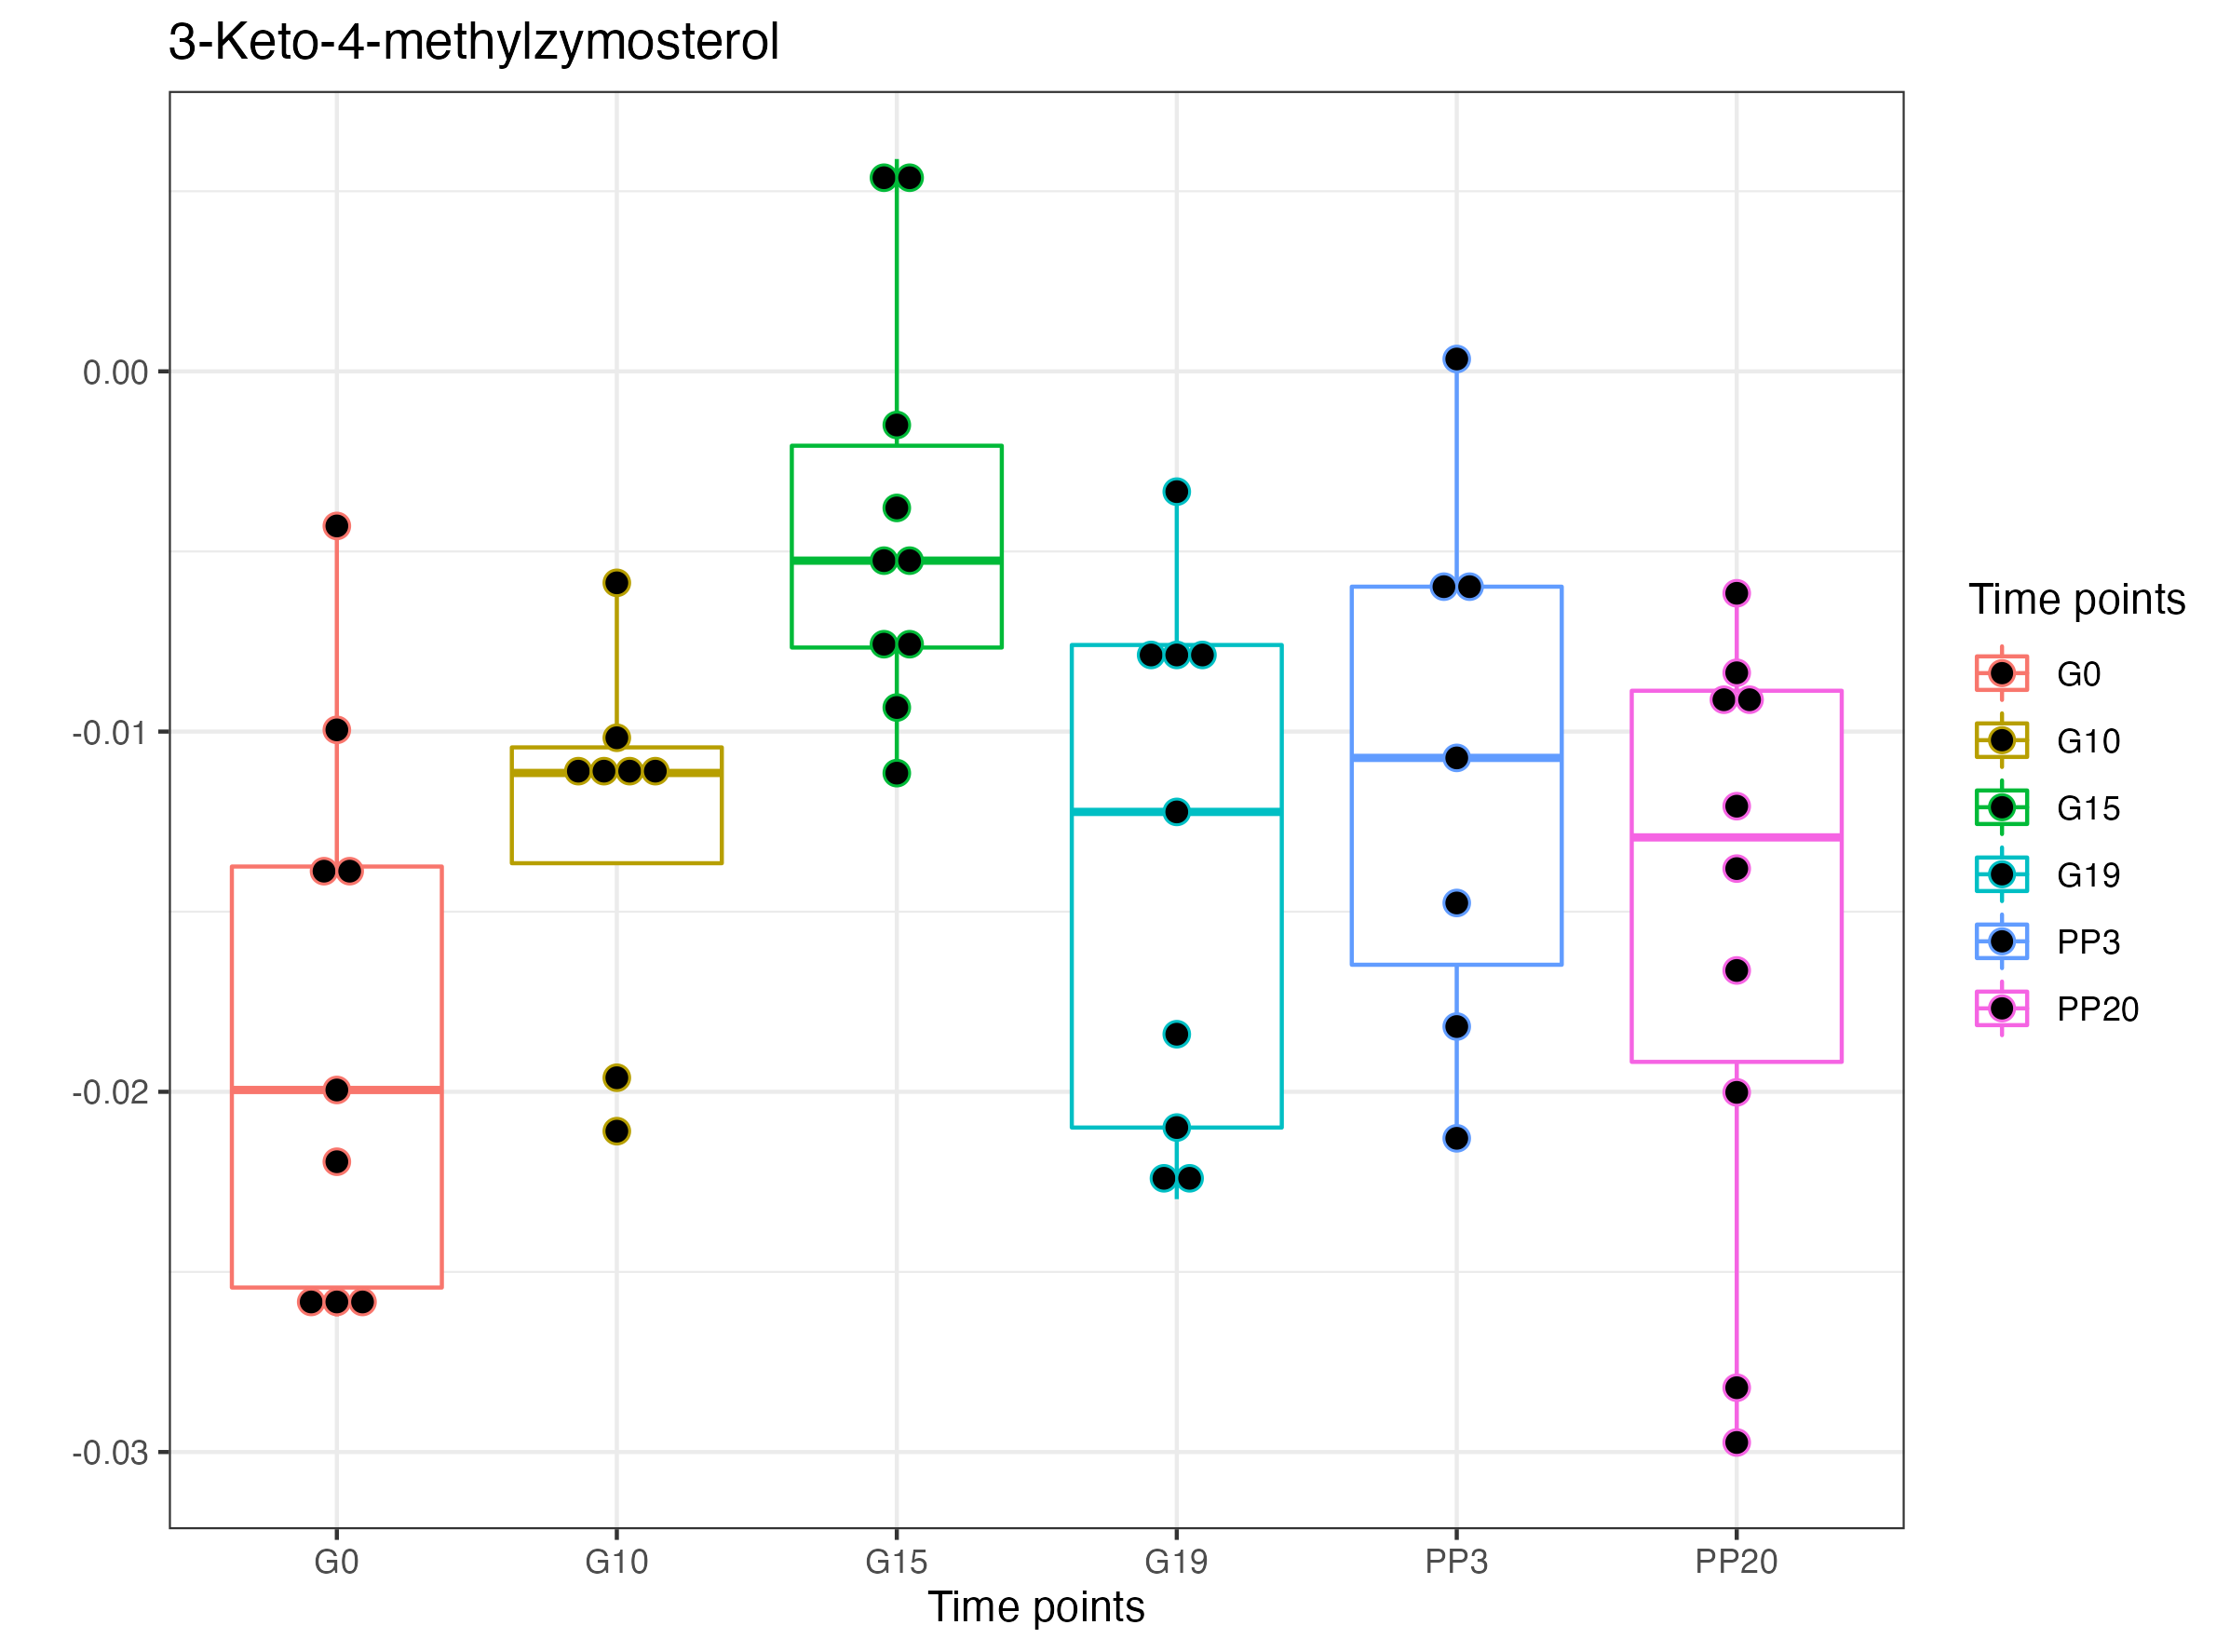 3-Keto-4-methylzymosterol
0.00
-0.01
-0.02
-0.03
G0 G10 G15 G19 PP3 PP20
Time points
Time points
G0
G10
G15
G19
PP3
PP20